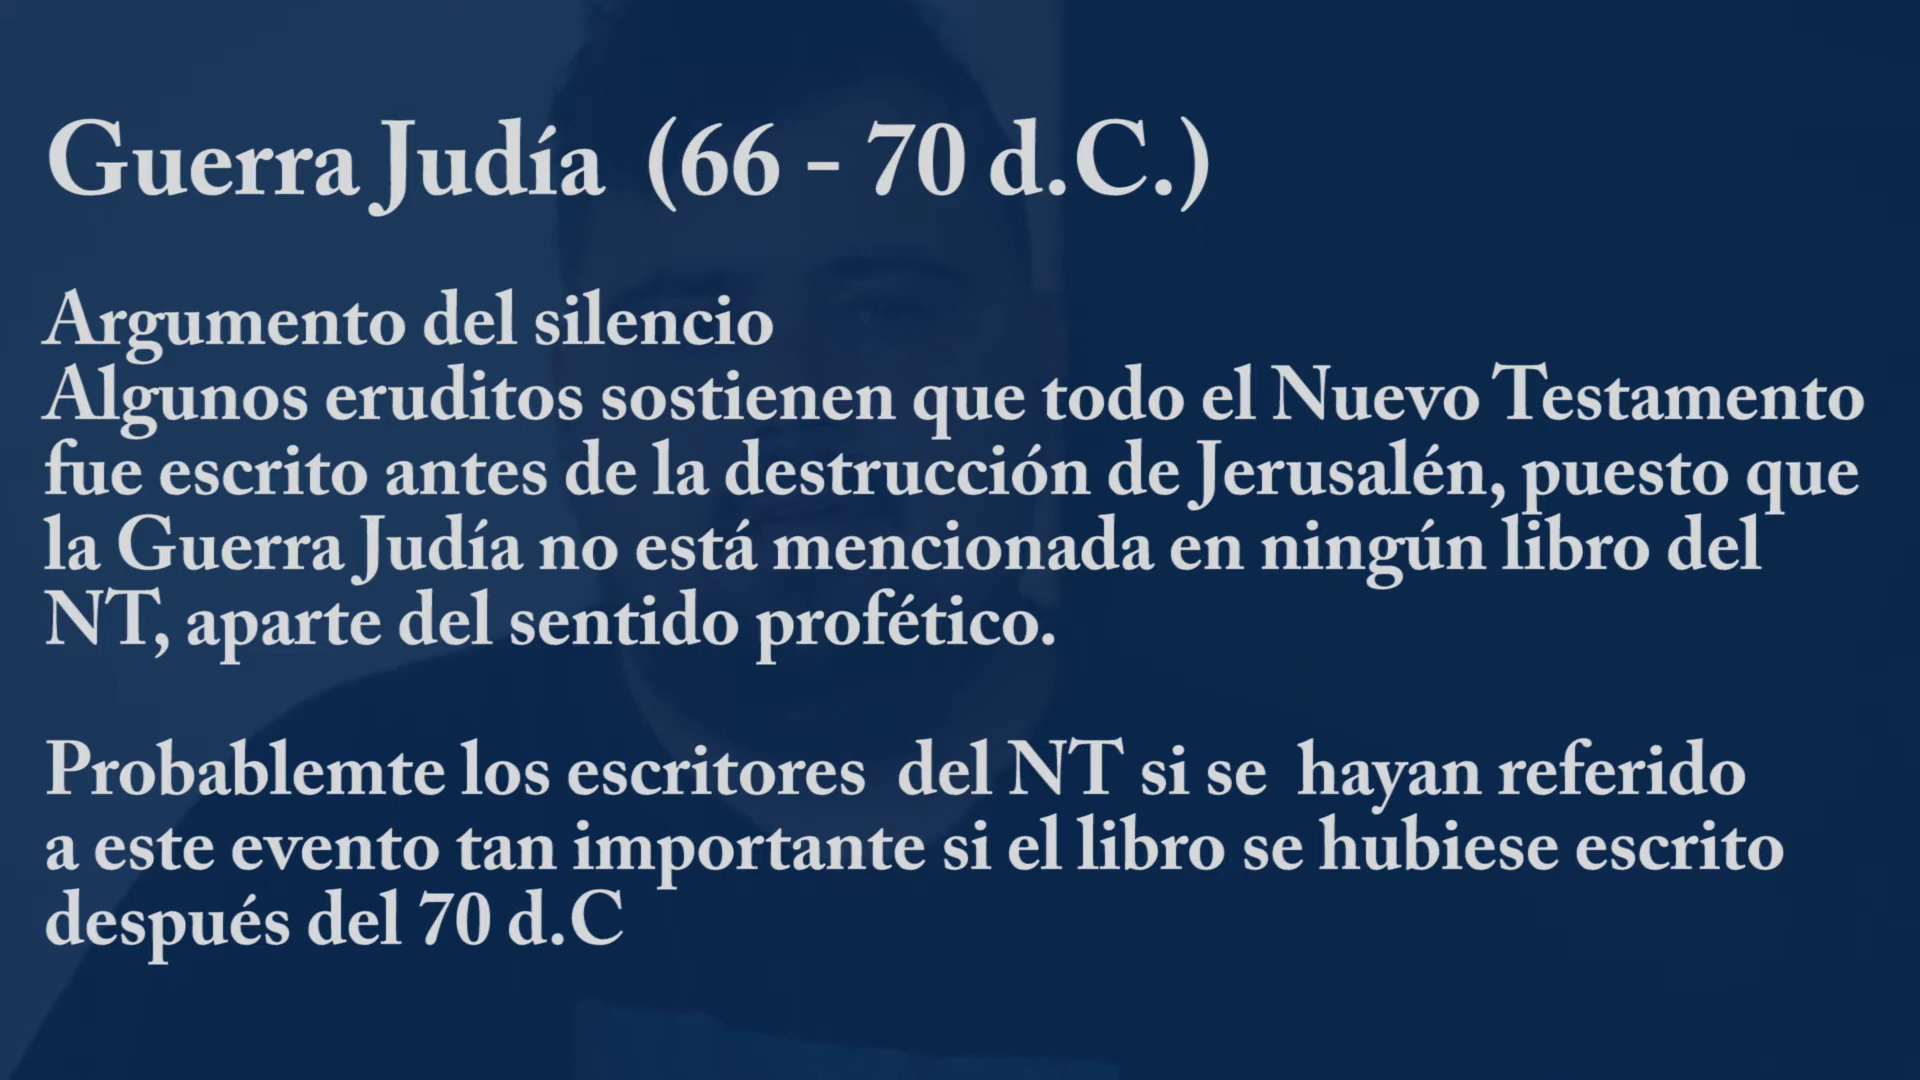 Guerra Judía (66 - 70 d.C.)
Argumento del silencio
Algunos eruditos sostienen que todo el Nuevo Testamento
fue escrito antes de la destrucción de Jerusalén, puesto que
la Guerra Judía no está mencionada en ningún libro del
NT, aparte del sentido profético.
Probablemte los escritores del NT si se hayan referido
a este evento tan importante si el libro se hubiese escrito
después del 70 d.C